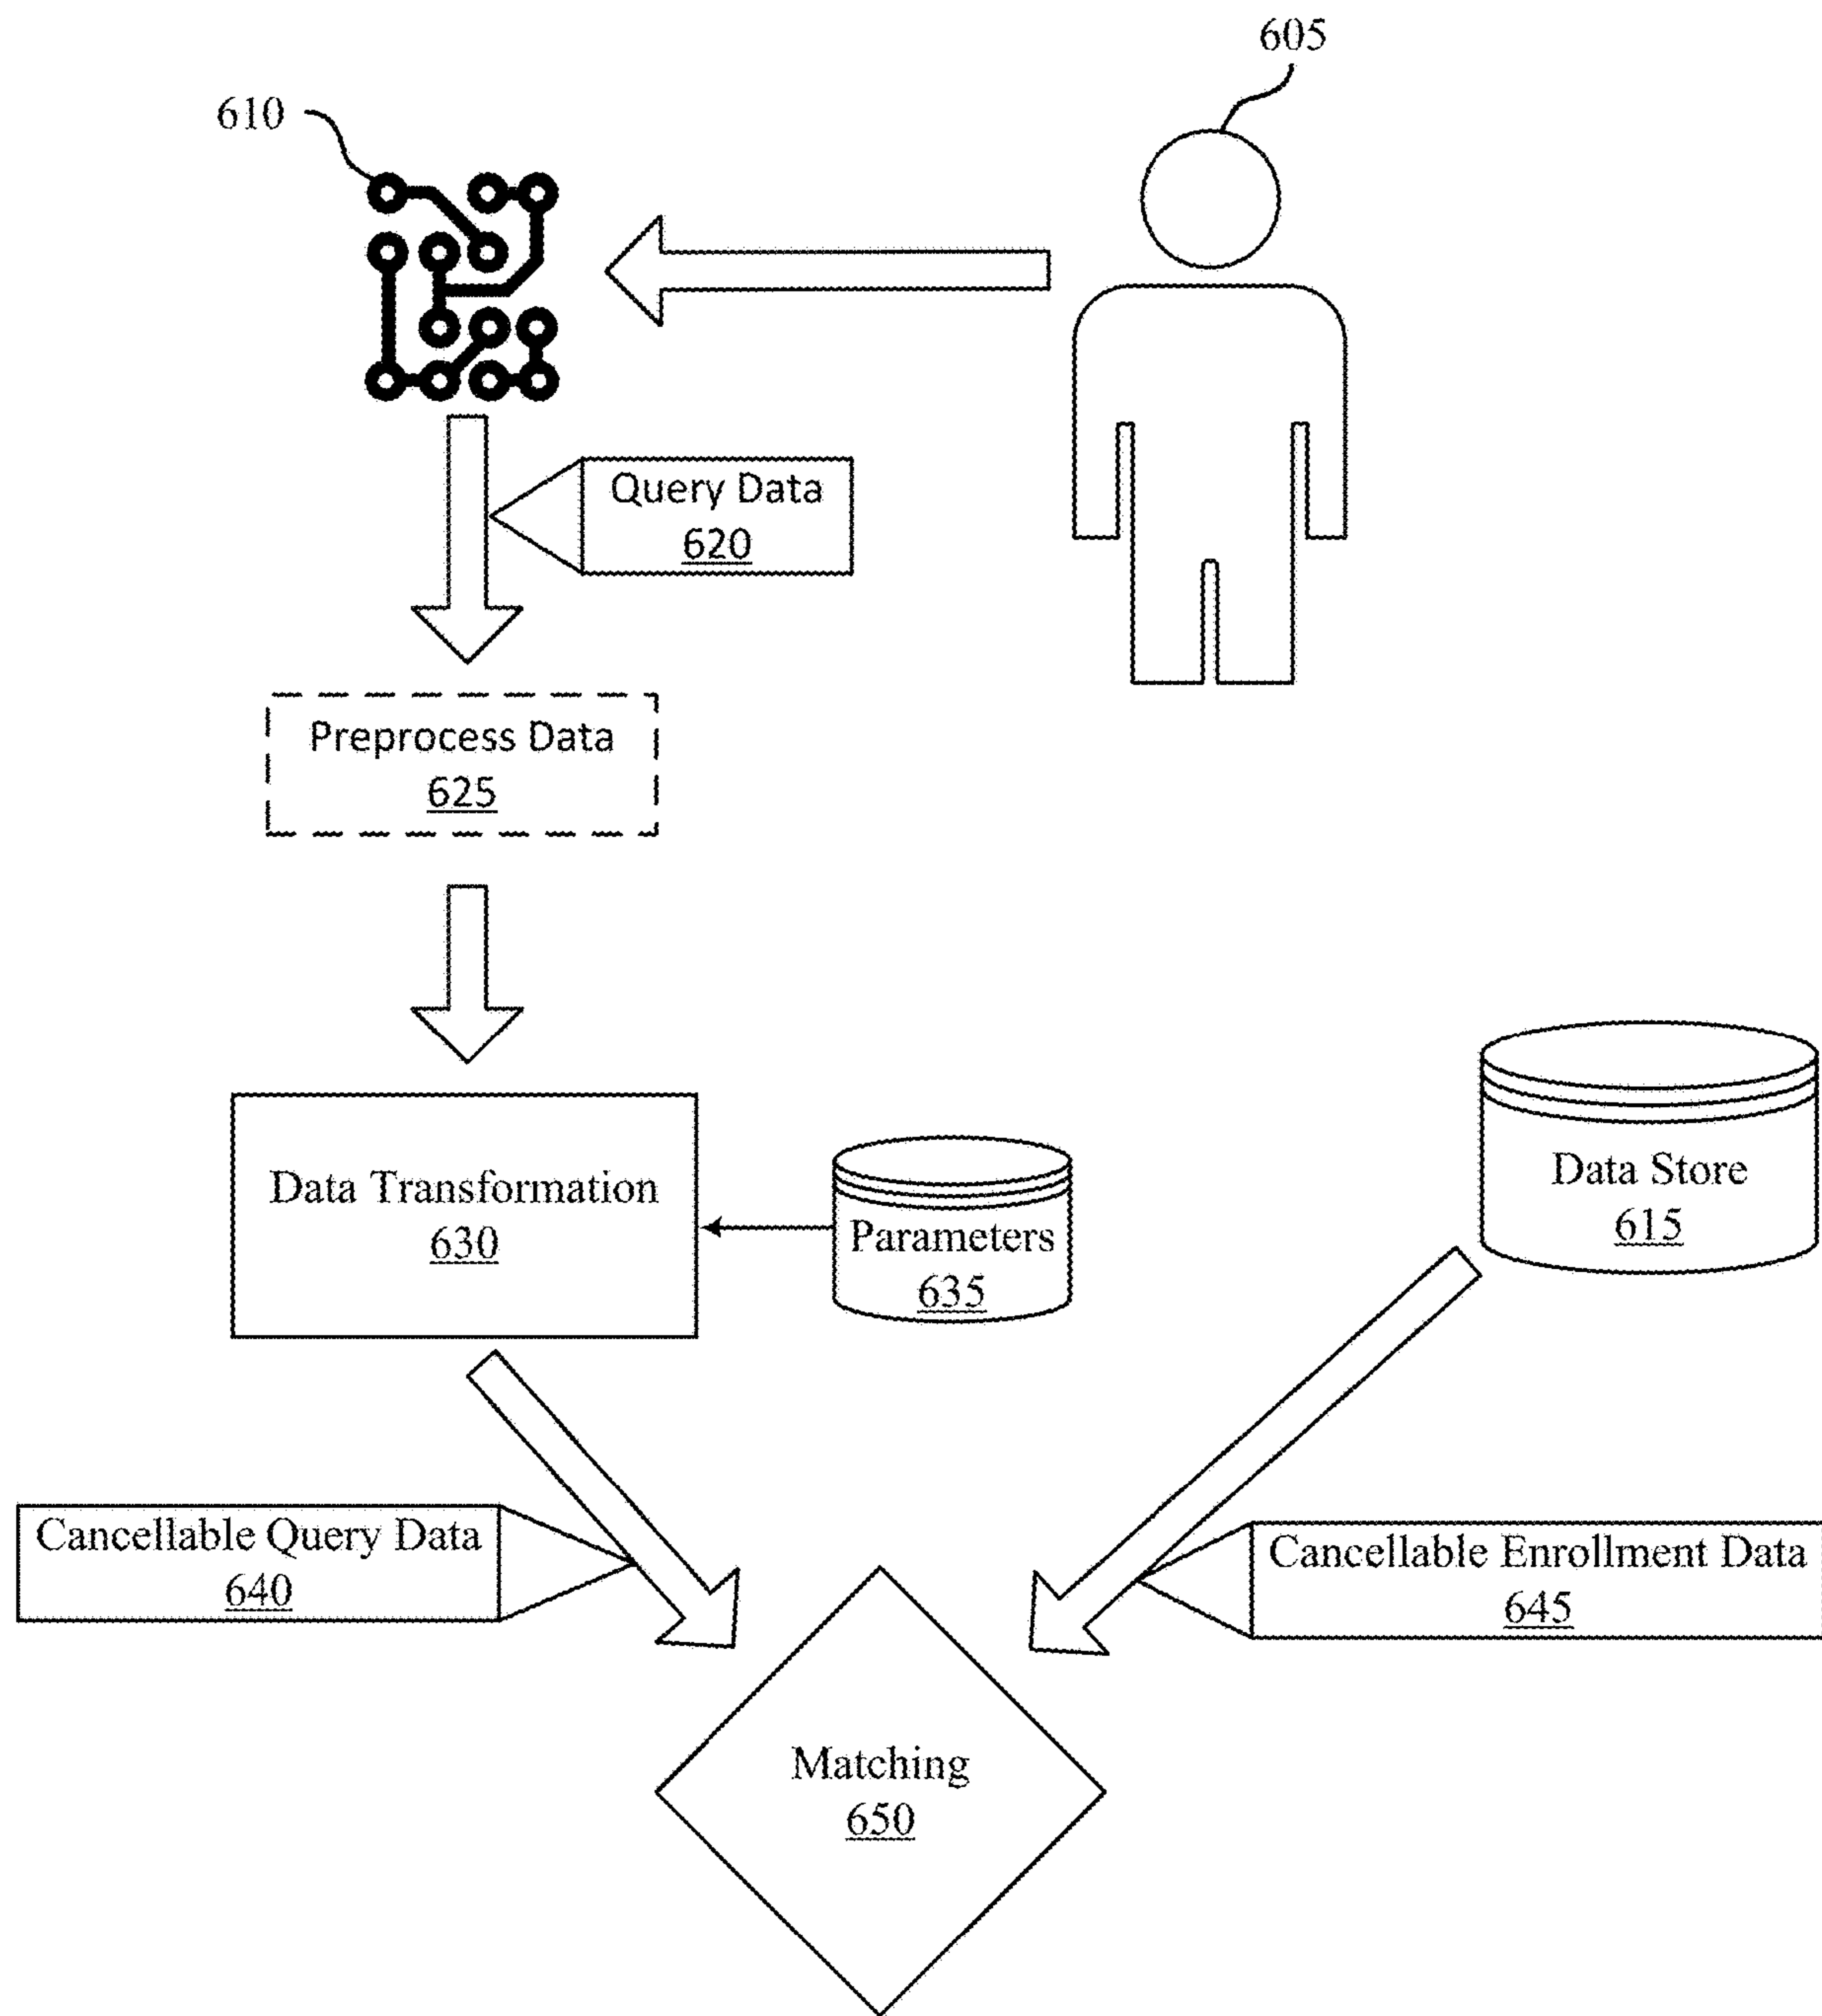 605
610
Query Data
620
Preprocess Data
625
Data Transformation
630
Parameters
635
Data Store
615
Cancellable Query Data
640
Cancellable Enrollment Data
645
Matching
650